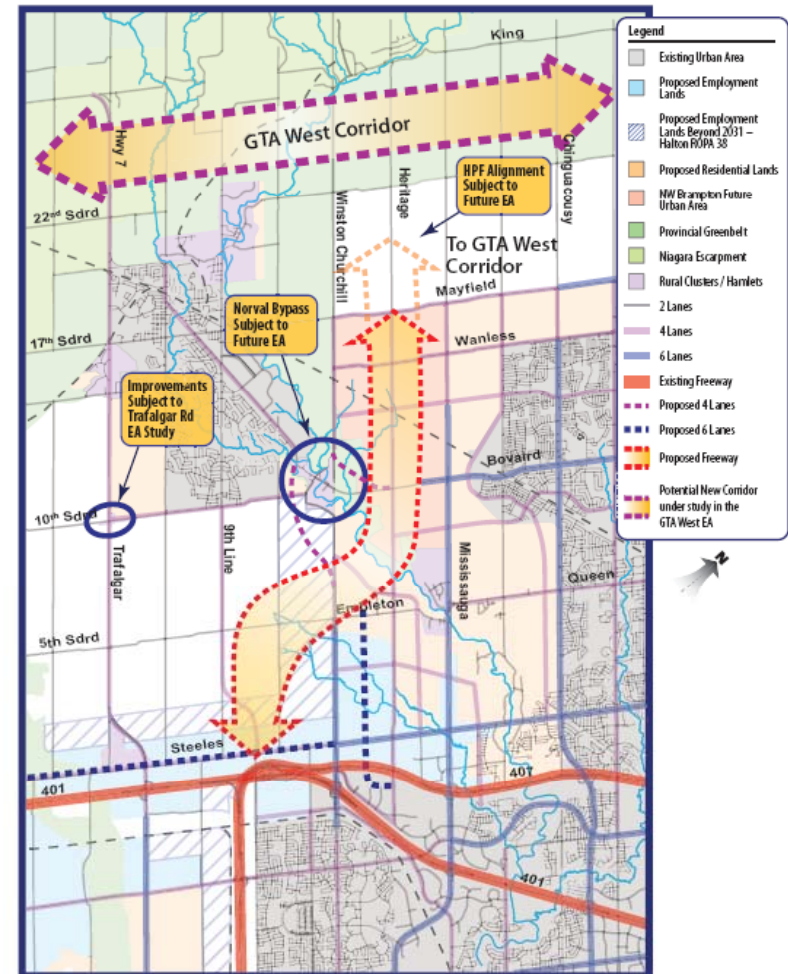 King
GTA West Corridor
Hwy 7
Chinguacousy
Heritage
Winston Churchill
HPF Alignment
Subject to
Future EA
22nd Sdrd
To GTA West
Corridor
Mayfield
Norval Bypass
Subject to
Future EA
Wanless
17th Sdrd
Improvements
Subject to
Trafalgar Rd
EA Study
Bovaird
10th Sdrd
Trafalgar
9th Line
Mississauga
Queen
Embleton
5th Sdrd
Steeles
401
407
401
Legend
Existing Urban Area
Proposed Employment
Lands
Proposed Employment
Lands Beyond 2031 –
Halton ROPA 38
Proposed Residential Lands
NW Brampton Future
Urban Area
Provincial Greenbelt
Niagara Escarpment
Rural Clusters / Hamlets
2 Lanes
4 Lanes
6 Lanes
Existing Freeway
Proposed 4 Lanes
Proposed 6 Lanes
Proposed Freeway
Potential New Corridor
under study in the
GTA West EA
N